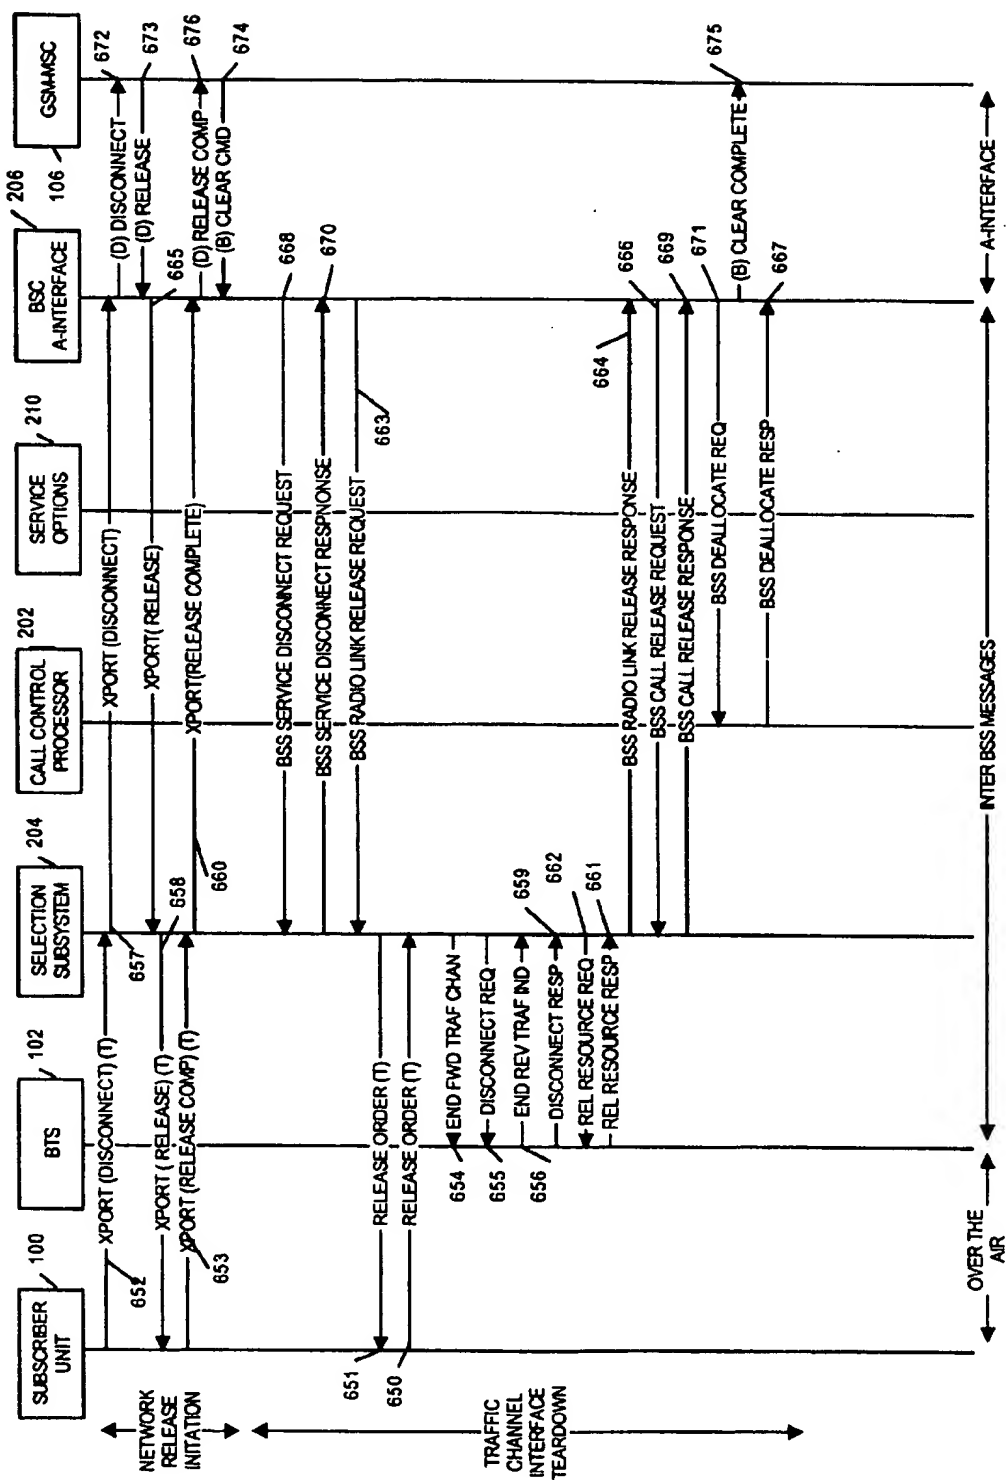 SUBSCRIBER
UNIT
100
BTS
102
SELECTION
SUBSYSTEM
204
CALL CONTROL
PROCESSOR
202
SERVICE
OPTIONS
210
BSC
A-INTERFACE
206
GSM-MSC
106
NETWORK
RELEASE
INITATION
XPORT (DISCONNECT) (T)
652
657
XPORT (DISCONNECT)
(D) DISCONNECT
672
(D) RELEASE
673
XPORT( RELEASE)
665
XPORT ( RELEASE) (T)
658
XPORT (RELEASE COMP) (T)
653
XPORT(RELEASE COMPLETE)
660
(D) RELEASE COMP
676
(B) CLEAR CMD
674
TRAFFIC
CHANNEL
INTERFACE
TEARDOWN
BSS SERVICE DISCONNECT REQUEST
668
BSS SERVICE DISCONNECT RESPNONSE
670
BSS RADIO LINK RELEASE REQUEST
663
RELEASE ORDER (T)
651
RELEASE ORDER (T)
650
END FWD TRAF CHAN
654
DISCONNECT REQ
655
END REV TRAF IND
656
DISCONNECT RESP
659
REL RESOURCE REQ
662
REL RESOURCE RESP
661
BSS RADIO LINK RELEASE RESPONSE
664
BSS CALL RELEASE REQUEST
666
BSS CALL RELEASE RESPONSE
669
BSS DEALLOCATE REQ
671
(B) CLEAR COMPLETE
675
BSS DEALLOCATE RESP
667
OVER THE
AIR
INTER BSS MESSAGES
A-INTERFACE